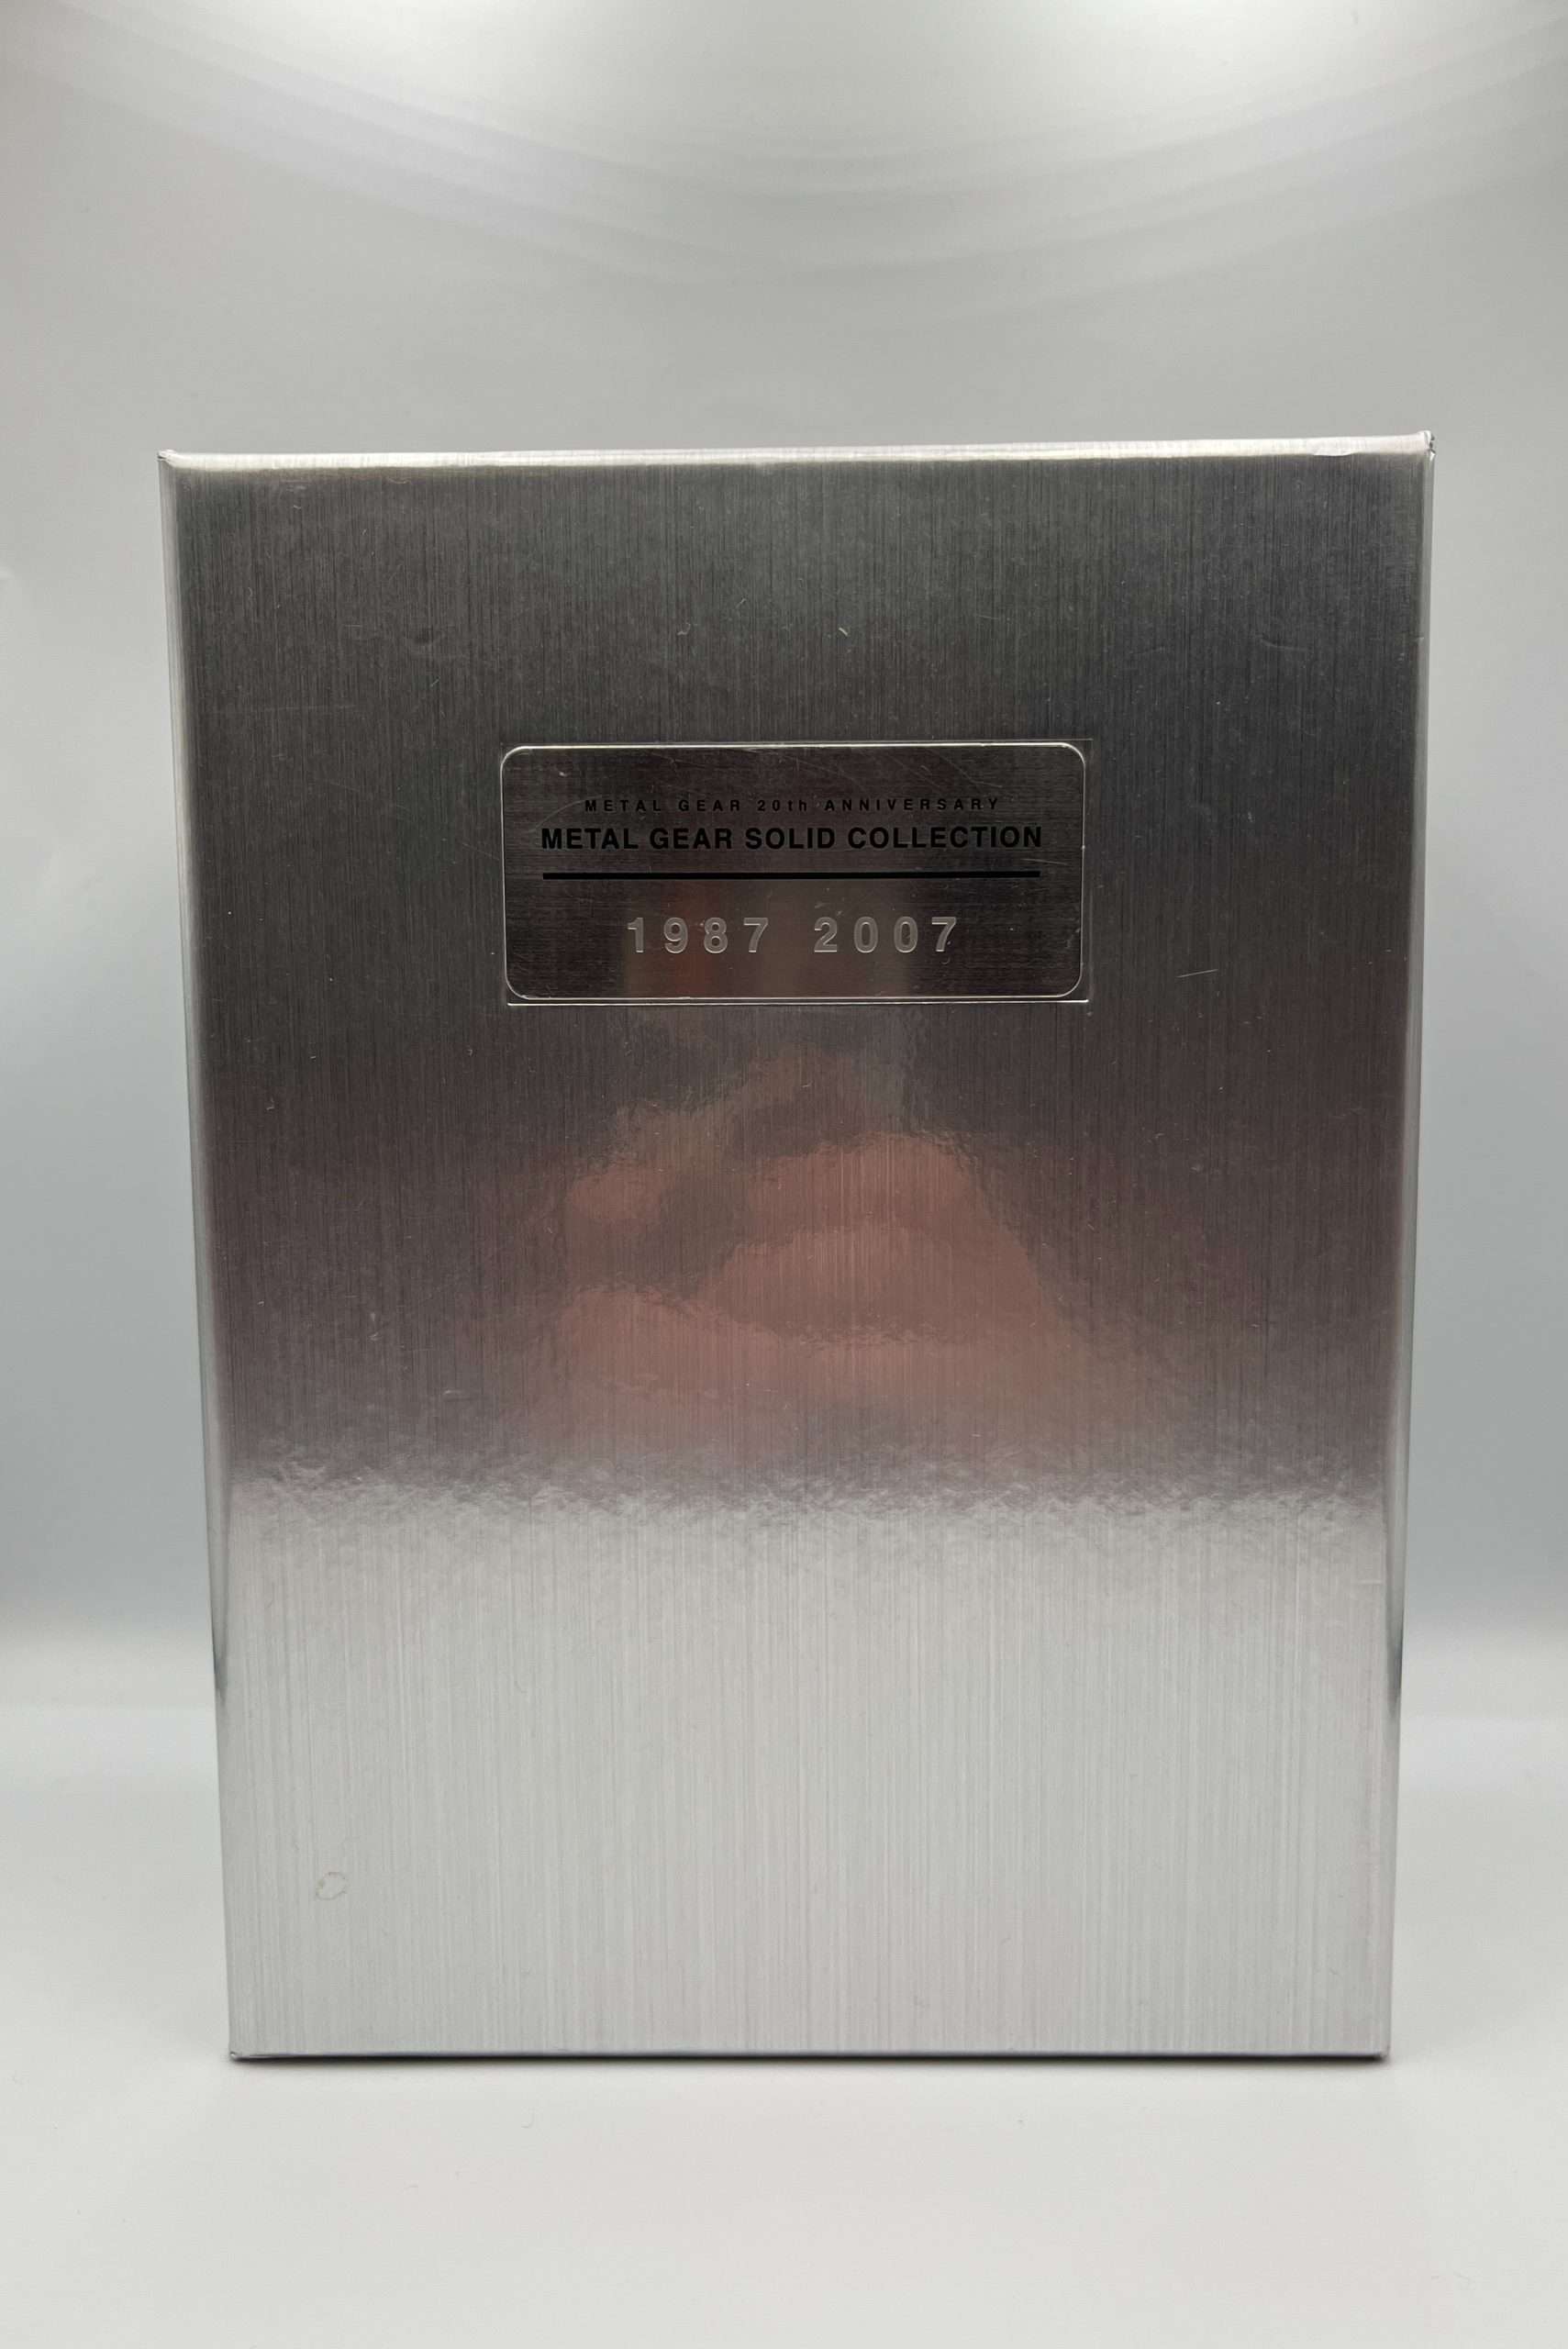 METAL GEAR 20th ANNIVERSARY
METAL GEAR SOLID COLLECTION
1987 2007